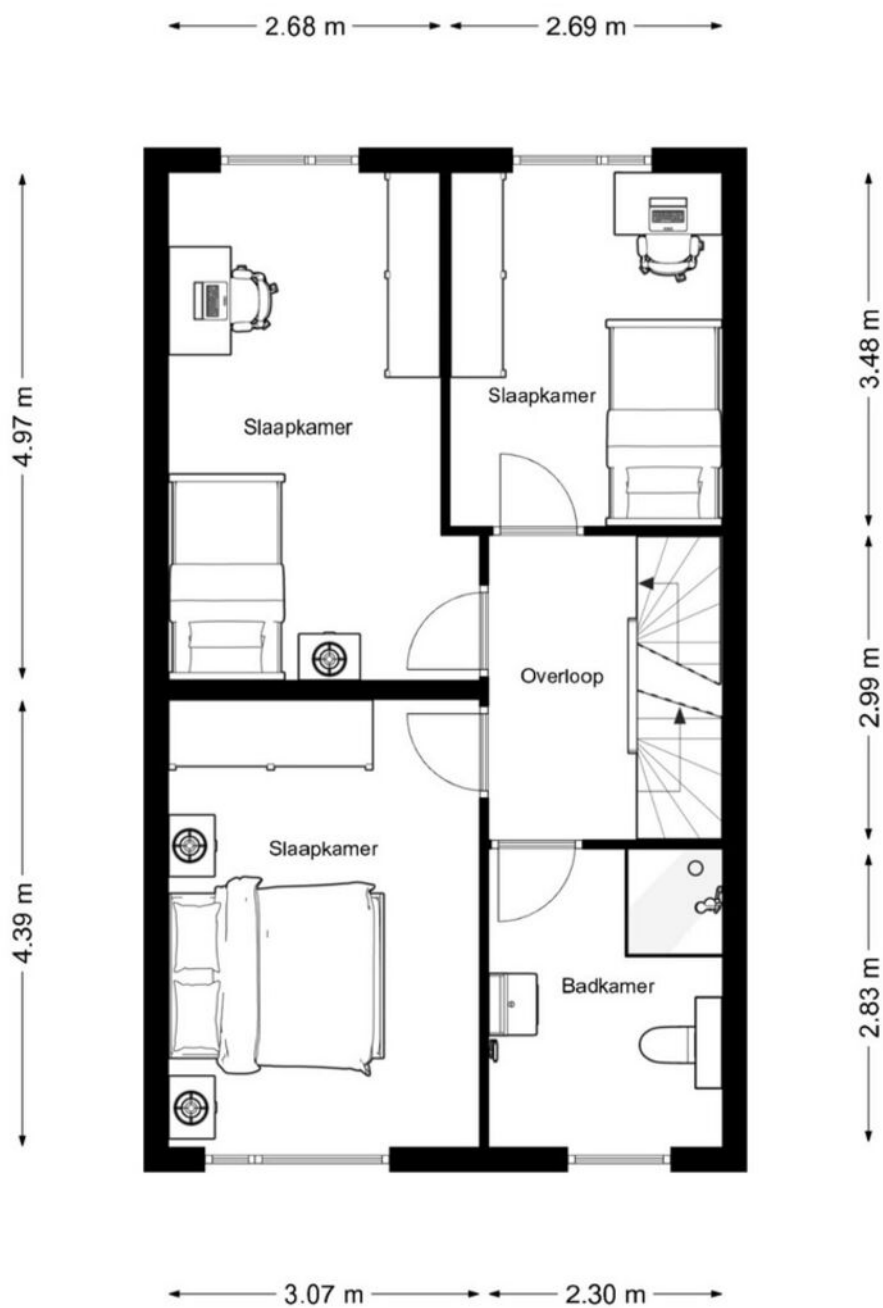 2.68 m
2.69 m
4.97 m
3.48 m
Slaapkamer
Slaapkamer
Overloop
2.99 m
Slaapkamer
4.39 m
Badkamer
2.83 m
3.07 m
2.30 m